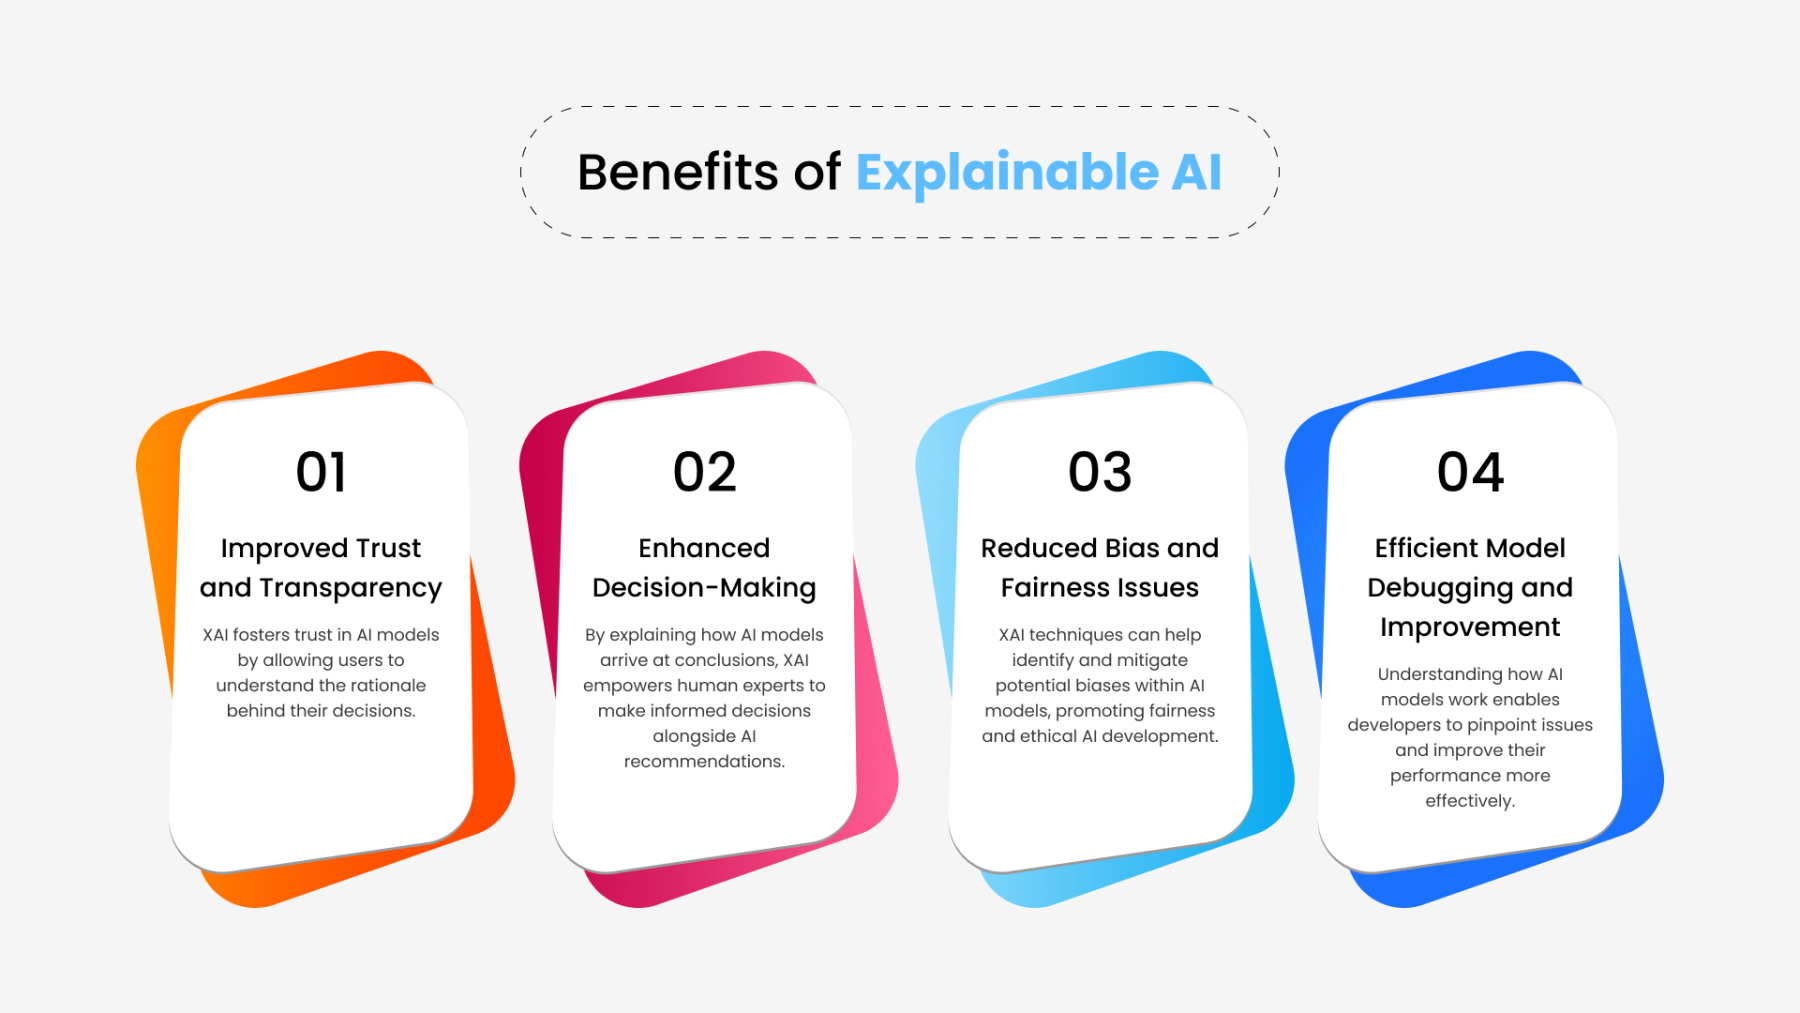 Benefits of Explainable AI
01
Improved Trust
and Transparency
XAI fosters trust in AI models
by allowing users to
understand the rationale
behind their decisions.
02
Enhanced
Decision-Making
By explaining how AI models
arrive at conclusions, XAI
empowers human experts to
make informed decisions
alongside AI
recommendations.
03
Reduced Bias and
Fairness Issues
XAI techniques can help
identify and mitigate
potential biases within AI
models, promoting fairness
and ethical AI development.
04
Efficient Model
Debugging and
Improvement
Understanding how AI
models work enables
developers to pinpoint issues
and improve their
performance more
effectively.